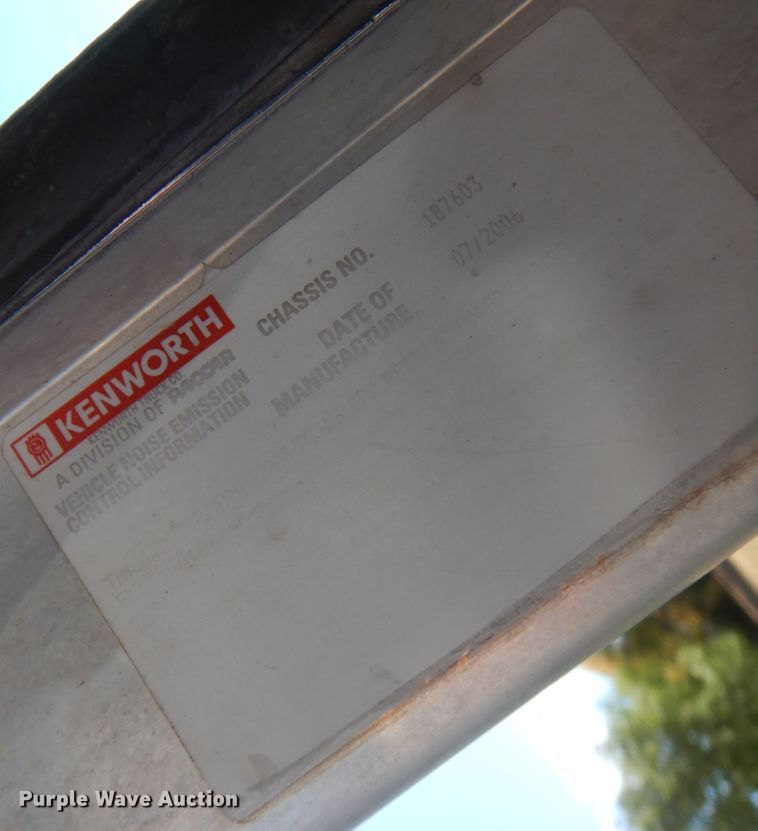 KENWORTH
KENWORTH TRUCK CO.
A DIVISION OF PACCAR
VEHICLE NOISE EMISSION
CONTROL INFORMATION
CHASSIS NO. 187603
DATE OF
MANUFACTURE 07/2006
Purple Wave Auction